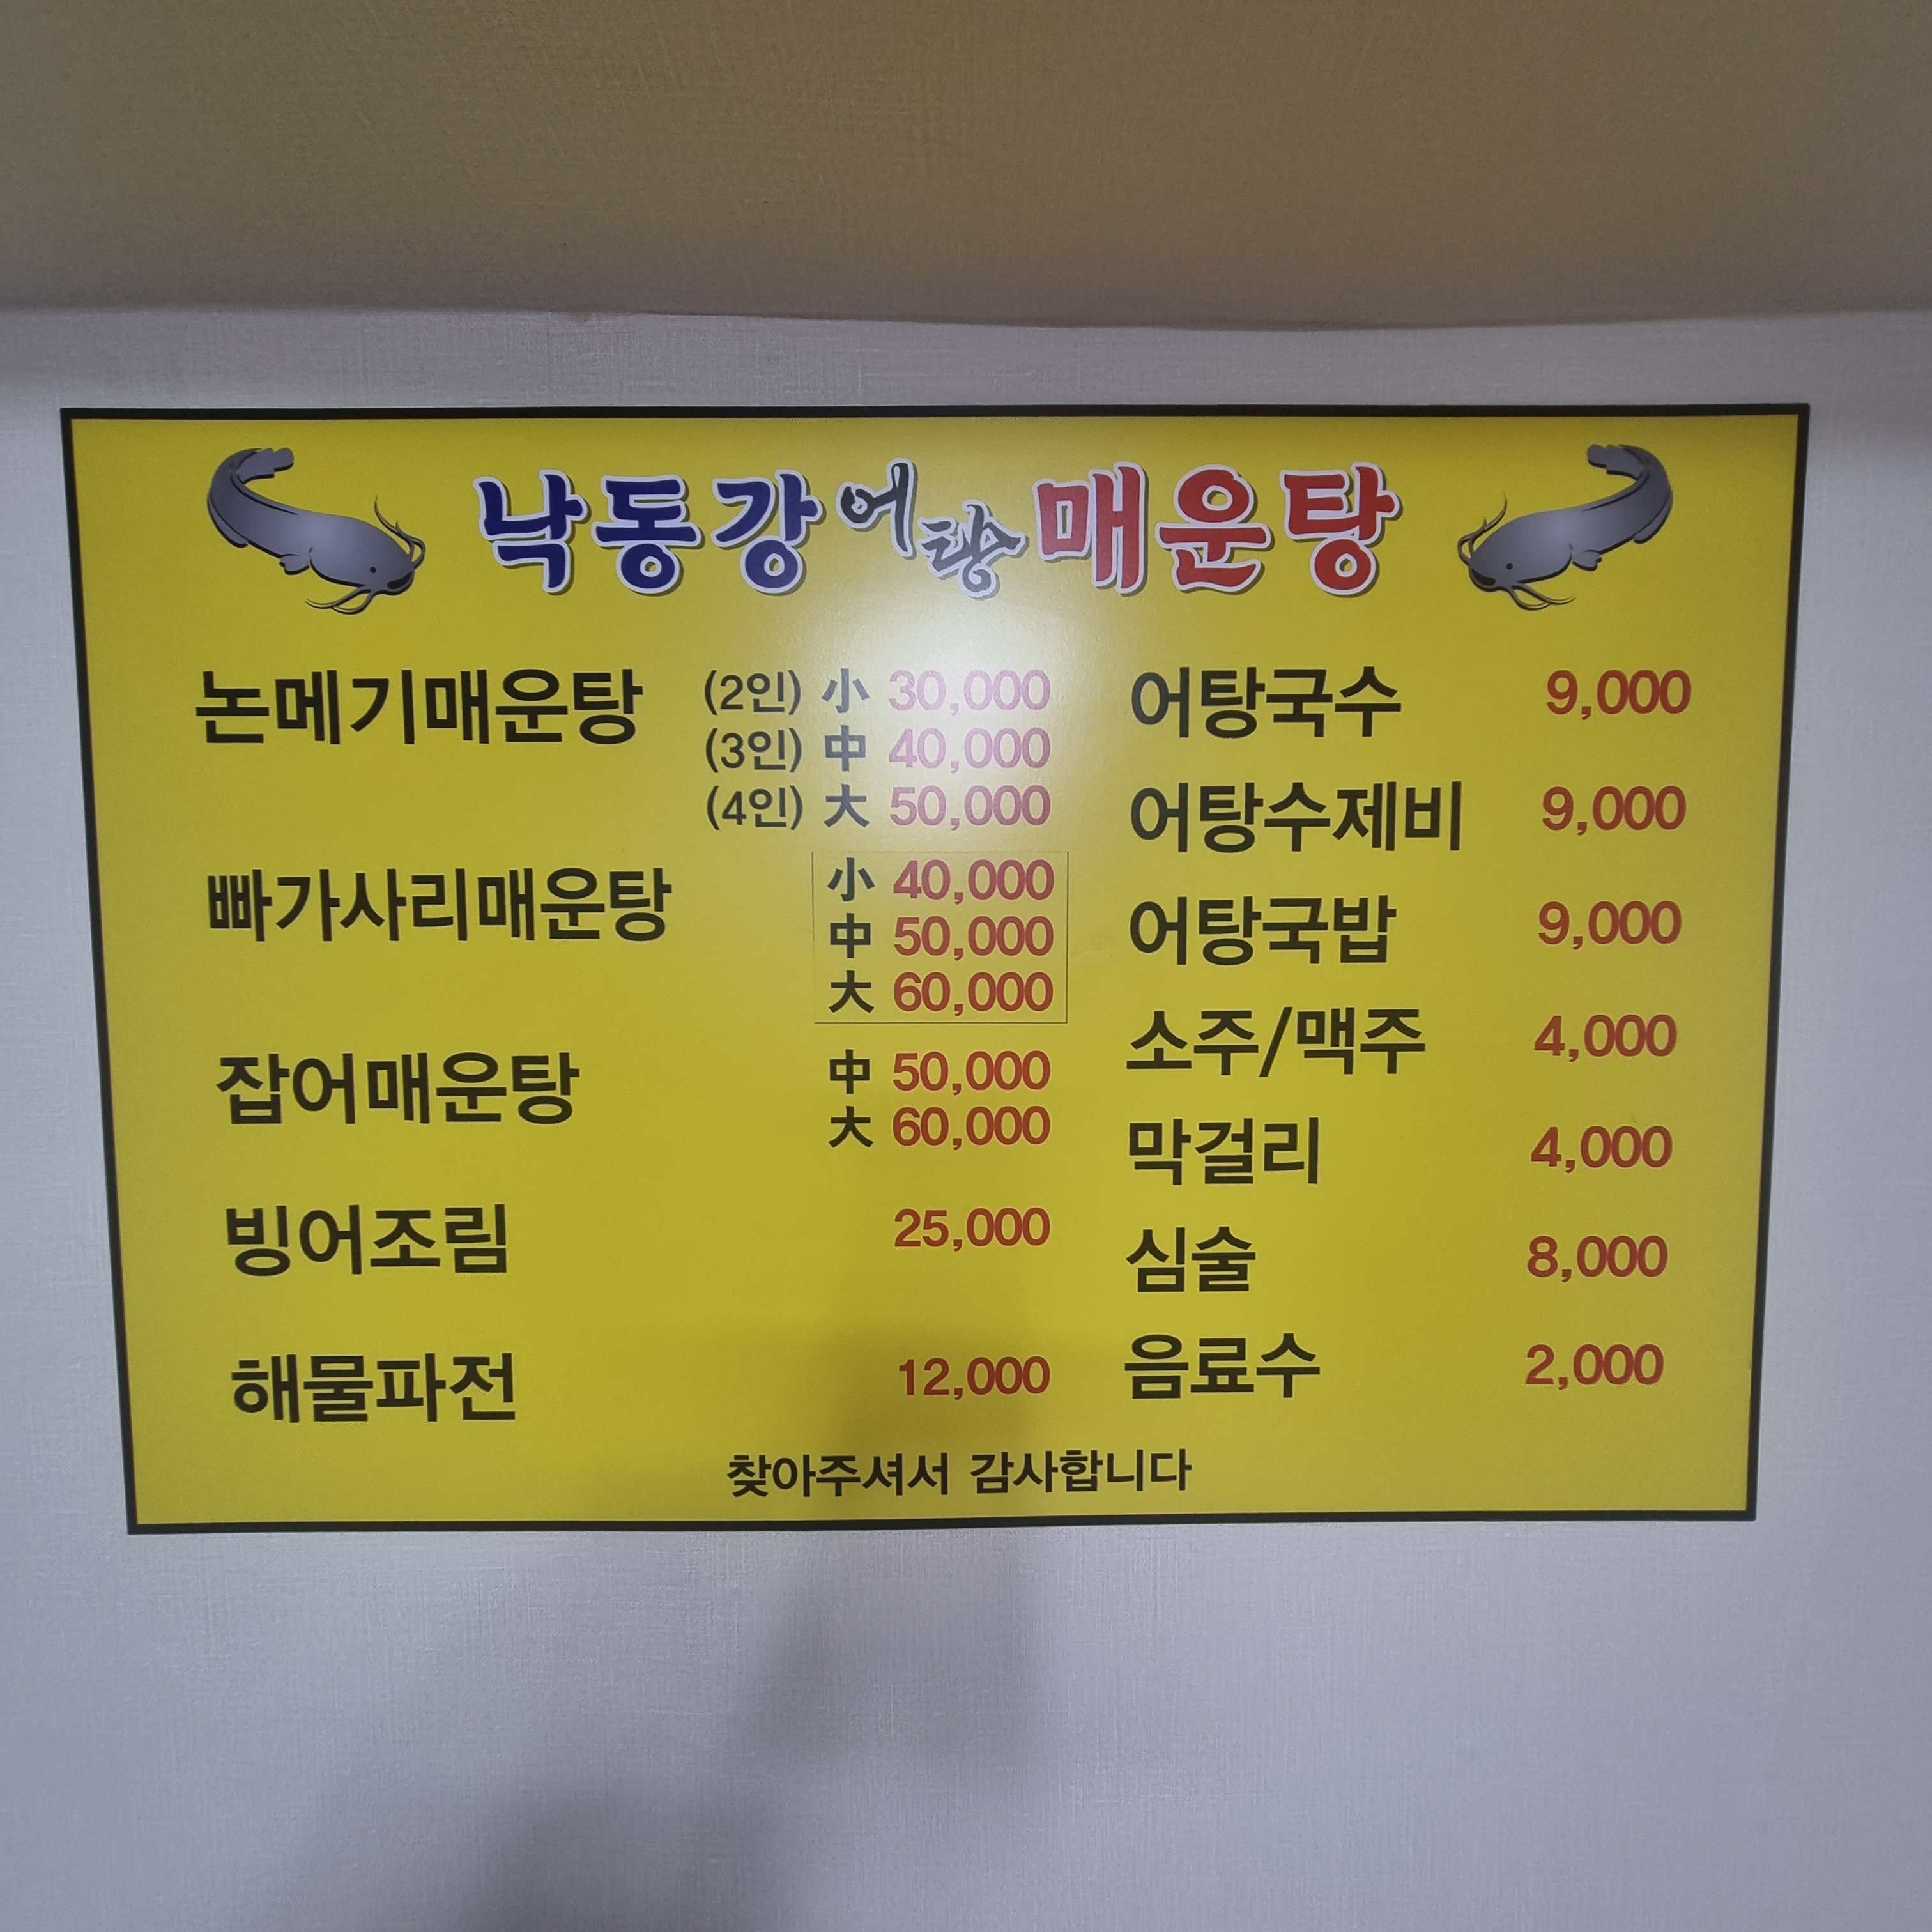 낙동강어탕매운탕
논메기매운탕 (2인) 小 30,000
(3인) 中 40,000
(4인) 大 50,000
빠가사리매운탕 小 40,000
中 50,000
大 60,000
잡어매운탕 中 50,000
大 60,000
빙어조림 25,000
해물파전 12,000
어탕국수 9,000
어탕수제비 9,000
어탕국밥 9,000
소주/맥주 4,000
막걸리 4,000
심술 8,000
음료수 2,000
찾아주셔서 감사합니다